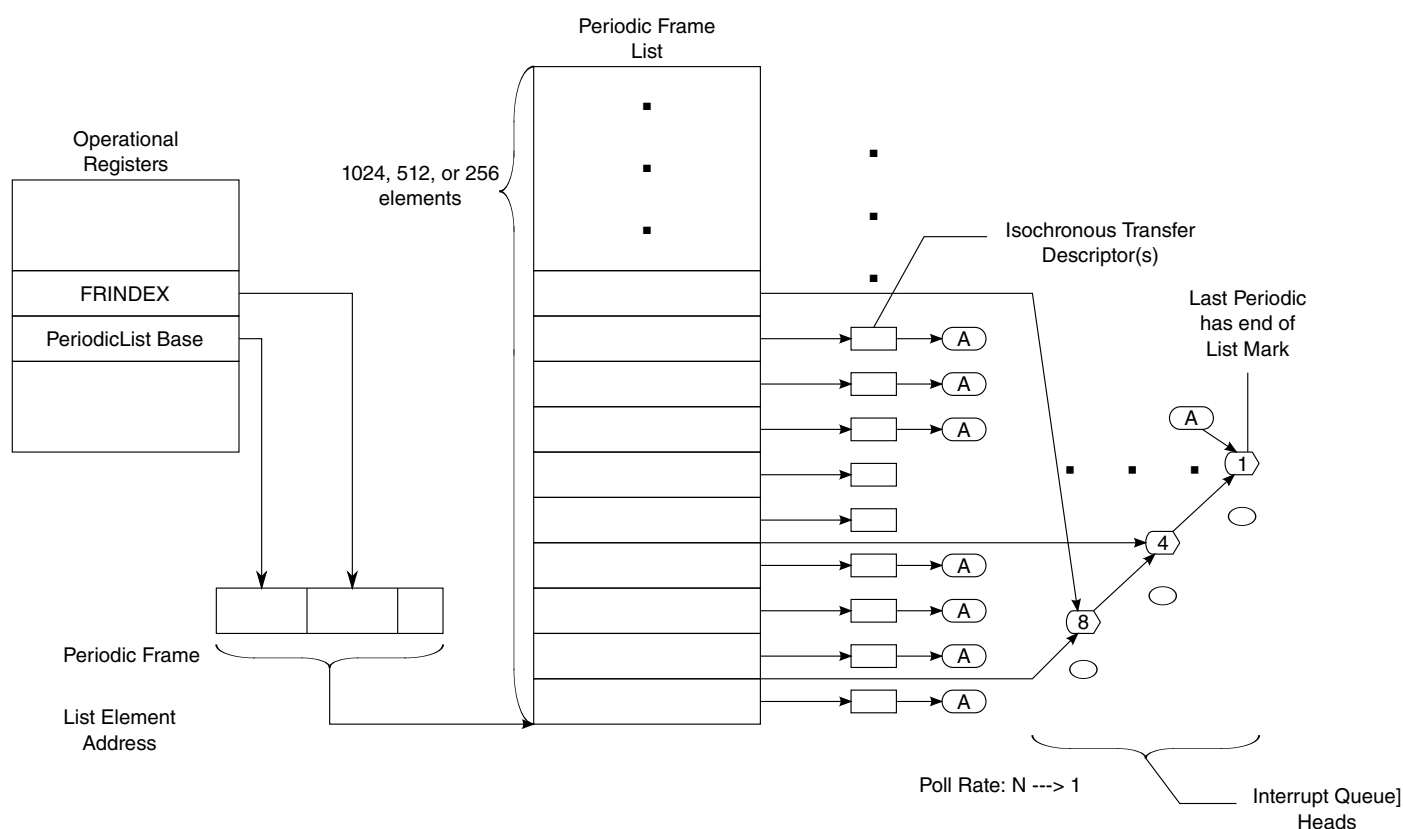 Periodic Frame
List
Operational
Registers
1024, 512, or 256
elements
Isochronous Transfer
Descriptor(s)
FRINDEX
PeriodicList Base
Last Periodic
has end of
List Mark
A
A
A
A
1
4
A
A
8
A
A
Periodic Frame
List Element
Address
Poll Rate: N ---> 1
Interrupt Queue]
Heads